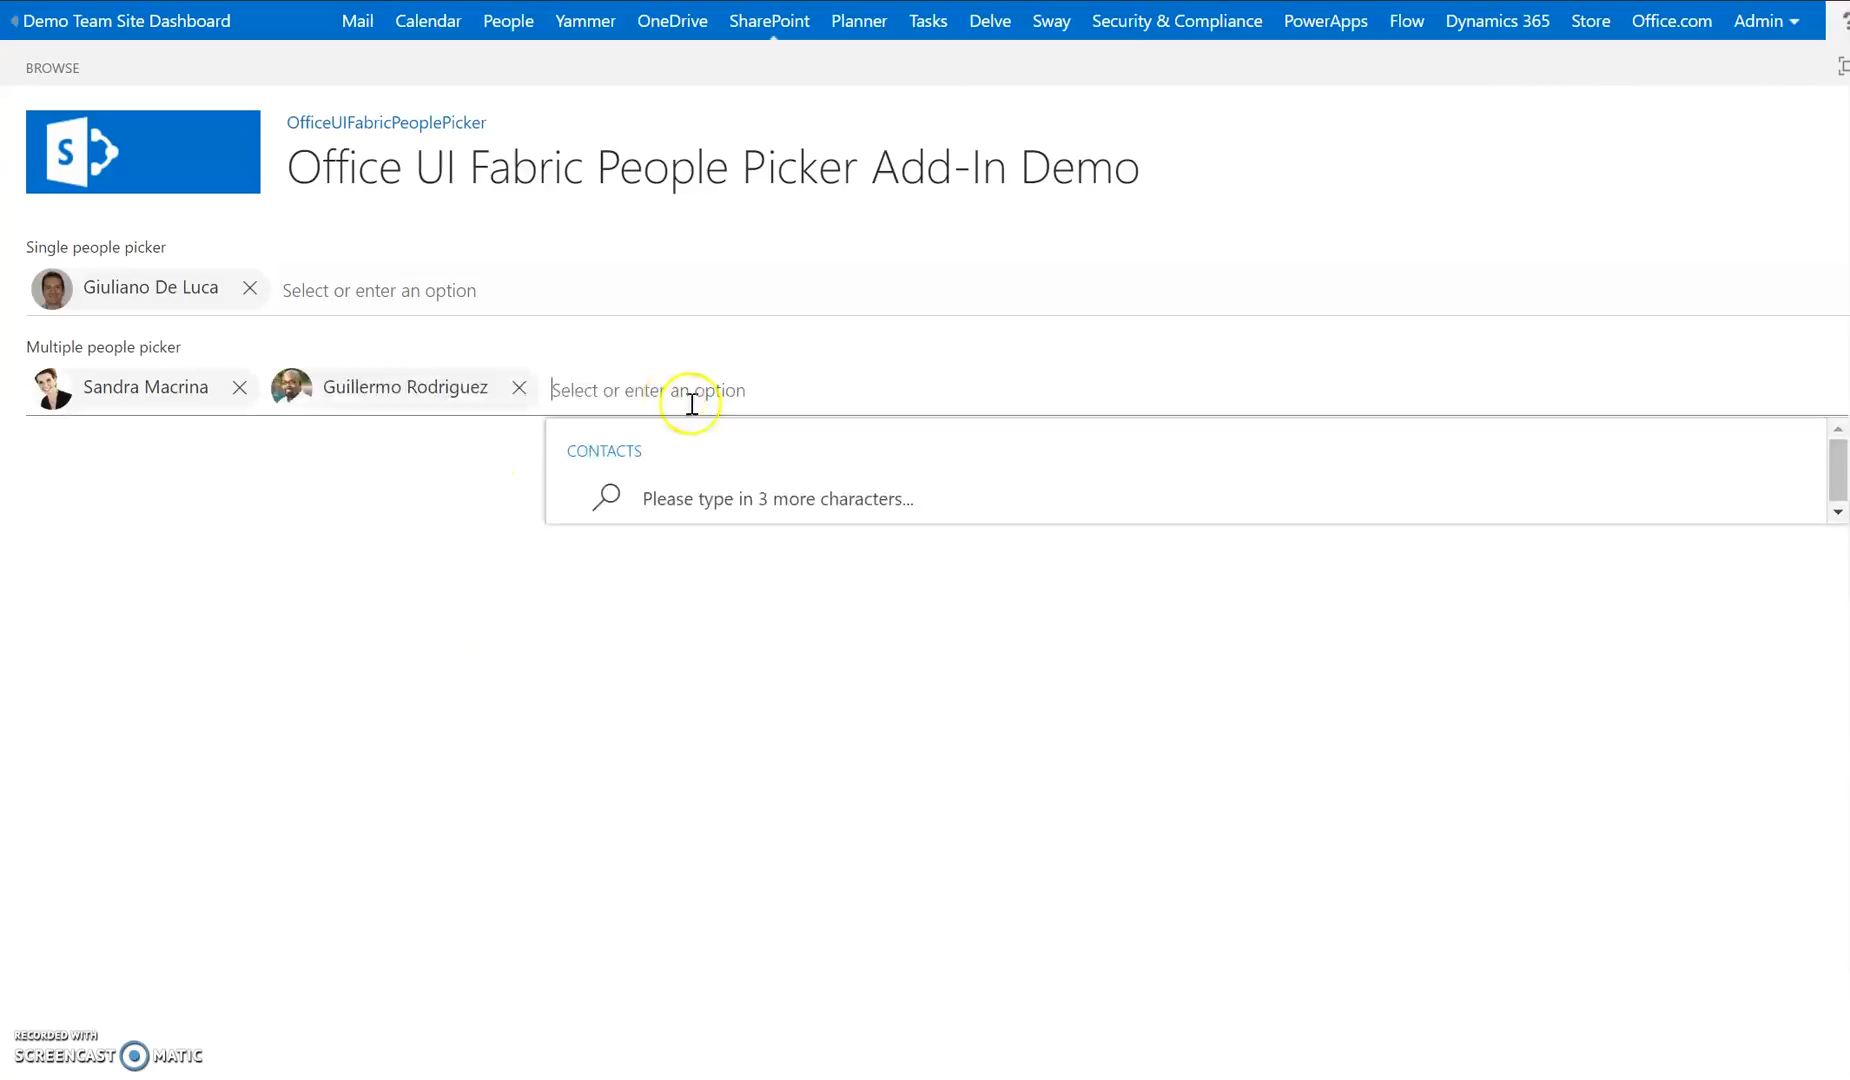 Demo Team Site Dashboard Mail Calendar People Yammer OneDrive SharePoint Planner Tasks Delve Sway Security & Compliance PowerApps Flow Dynamics 365 Store Office.com Admin ?
BROWSE
S
OfficeUIFabricPeoplePicker
Office UI Fabric People Picker Add-In Demo
Single people picker
Giuliano De Luca Select or enter an option
Multiple people picker
Sandra Macrina Guillermo Rodriguez Select or enter an option
CONTACTS
Please type in 3 more characters...
RECORDED WITH
SCREENCAST MATIC